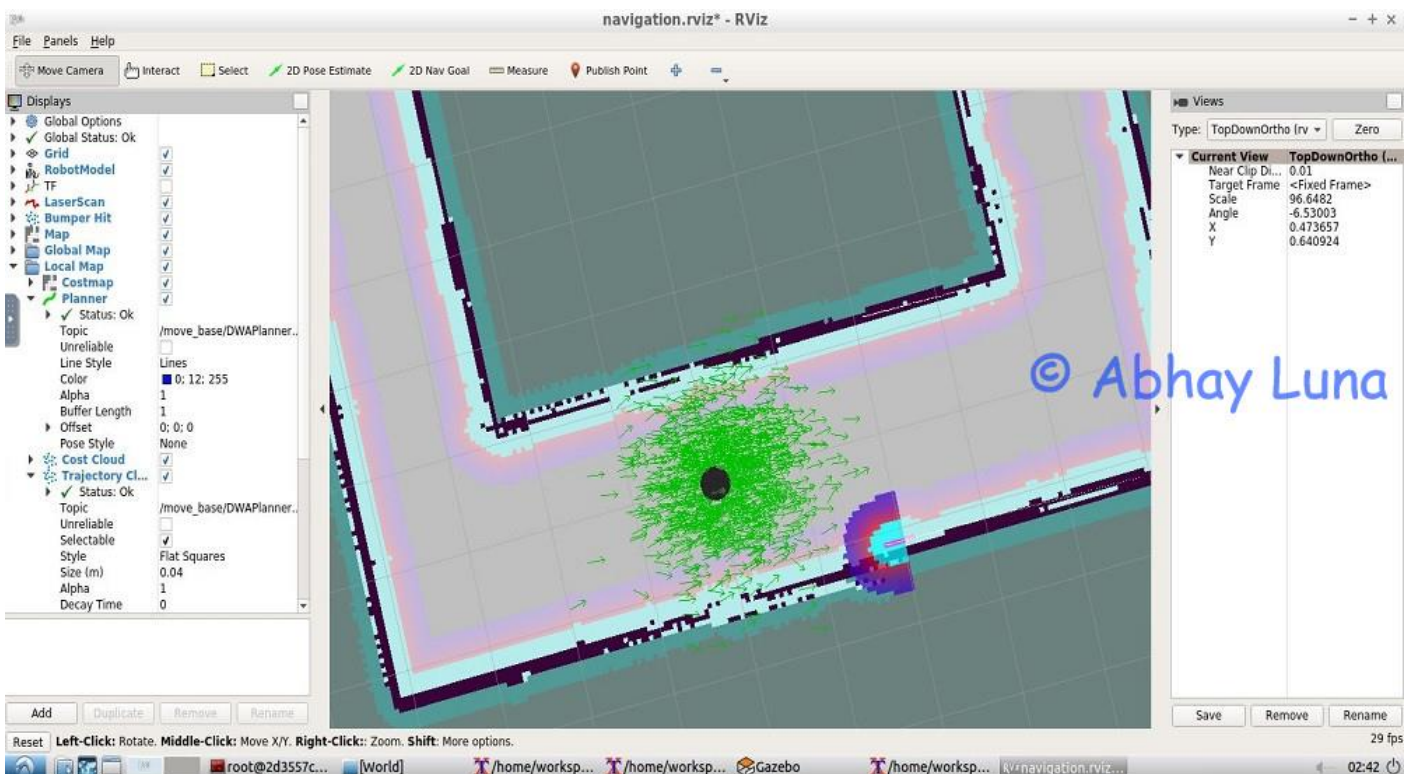 navigation.rviz* - RViz
File Panels Help
Move Camera Interact Select 2D Pose Estimate 2D Nav Goal Measure Publish Point
Displays
Global Options
Global Status: Ok
Grid
RobotModel
TF
LaserScan
Bumper Hit
Map
Global Map
Local Map
Costmap
Planner
Status: Ok
Topic /move_base/DWAPlanner..
Unreliable
Line Style Lines
Color 0; 12; 255
Alpha 1
Buffer Length 1
Offset 0; 0; 0
Pose Style None
Cost Cloud
Trajectory Cl...
Status: Ok
Topic /move_base/DWAPlanner..
Unreliable
Selectable
Style Flat Squares
Size (m) 0.04
Alpha 1
Decay Time 0
Add Duplicate Remove Rename
© Abhay Luna
Views
Type: TopDownOrtho (rv Zero
Current View TopDownOrtho (...
Near Clip Di... 0.01
Target Frame <Fixed Frame>
Scale 96.6482
Angle -6.53003
X 0.473657
Y 0.640924
Save Remove Rename
Reset Left-Click: Rotate. Middle-Click: Move X/Y. Right-Click:: Zoom. Shift: More options. 29 fps
root@2d3557c... [World] /home/worksp... /home/worksp... Gazebo /home/worksp... navigation.rviz... 02:42